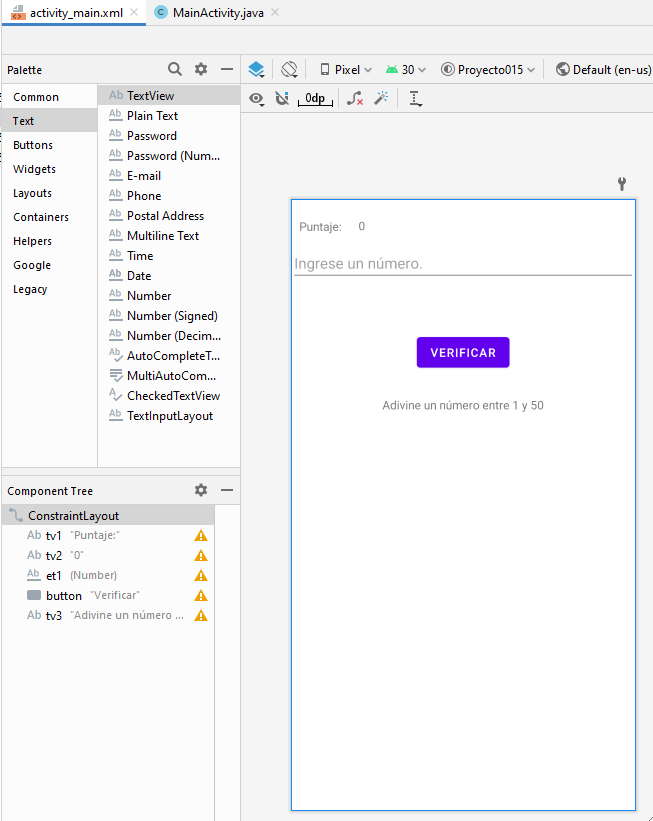 activity_main.xml MainActivity.java
Palette
Pixel 30 Proyecto015 Default (en-us)
0dp
Common
Text
Buttons
Widgets
Layouts
Containers
Helpers
Google
Legacy
Ab TextView
Ab Plain Text
Ab Password
Ab Password (Num...
Ab E-mail
Ab Phone
Ab Postal Address
Ab Multiline Text
Ab Time
Ab Date
Ab Number
Ab Number (Signed)
Ab Number (Decim...
AutoCompleteT...
MultiAutoCom...
CheckedTextView
Ab TextInputLayout
Puntaje: 0
Ingrese un número.
VERIFICAR
Adivine un número entre 1 y 50
Component Tree
ConstraintLayout
Ab tv1 "Puntaje:"
Ab tv2 "0"
Ab et1 (Number)
button "Verificar"
Ab tv3 "Adivine un número ...